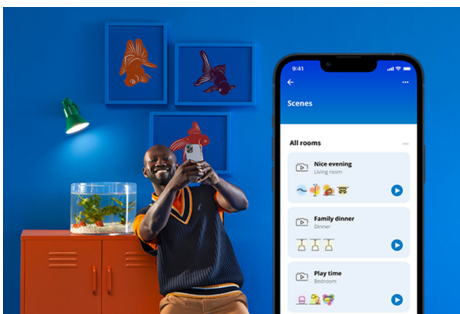 9:41
Scenes
All rooms
Nice evening
Living room
Family dinner
Dinner
Play time
Bedroom